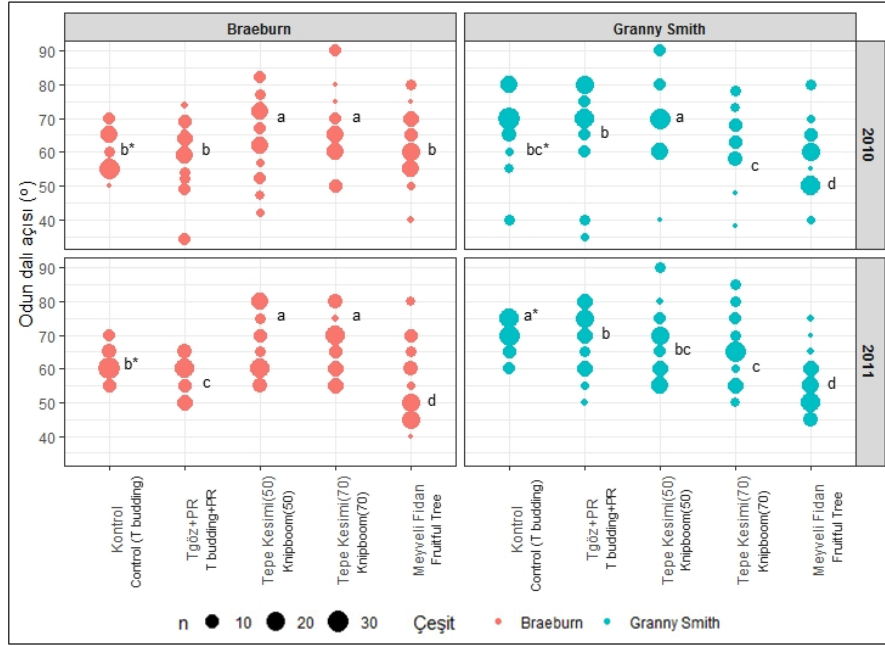 Braeburn
Granny Smith
Odun dalı açısı (º)
90
80
70
60
50
40
b*
b
a
a
b
bc*
b
a
c
d
2010
90
80
70
60
50
40
b*
c
a
a
d
a*
b
bc
c
d
2011
Kontrol
Control (T budding)
Tgöz+PR
T budding+PR
Tepe Kesimi(50)
Knipboom(50)
Tepe Kesimi(70)
Knipboom(70)
Meyveli Fidan
Fruitful Tree
Kontrol
Control (T budding)
Tgöz+PR
T budding+PR
Tepe Kesimi(50)
Knipboom(50)
Tepe Kesimi(70)
Knipboom(70)
Meyveli Fidan
Fruitful Tree
n 10 20 30 Çeşit Braeburn Granny Smith